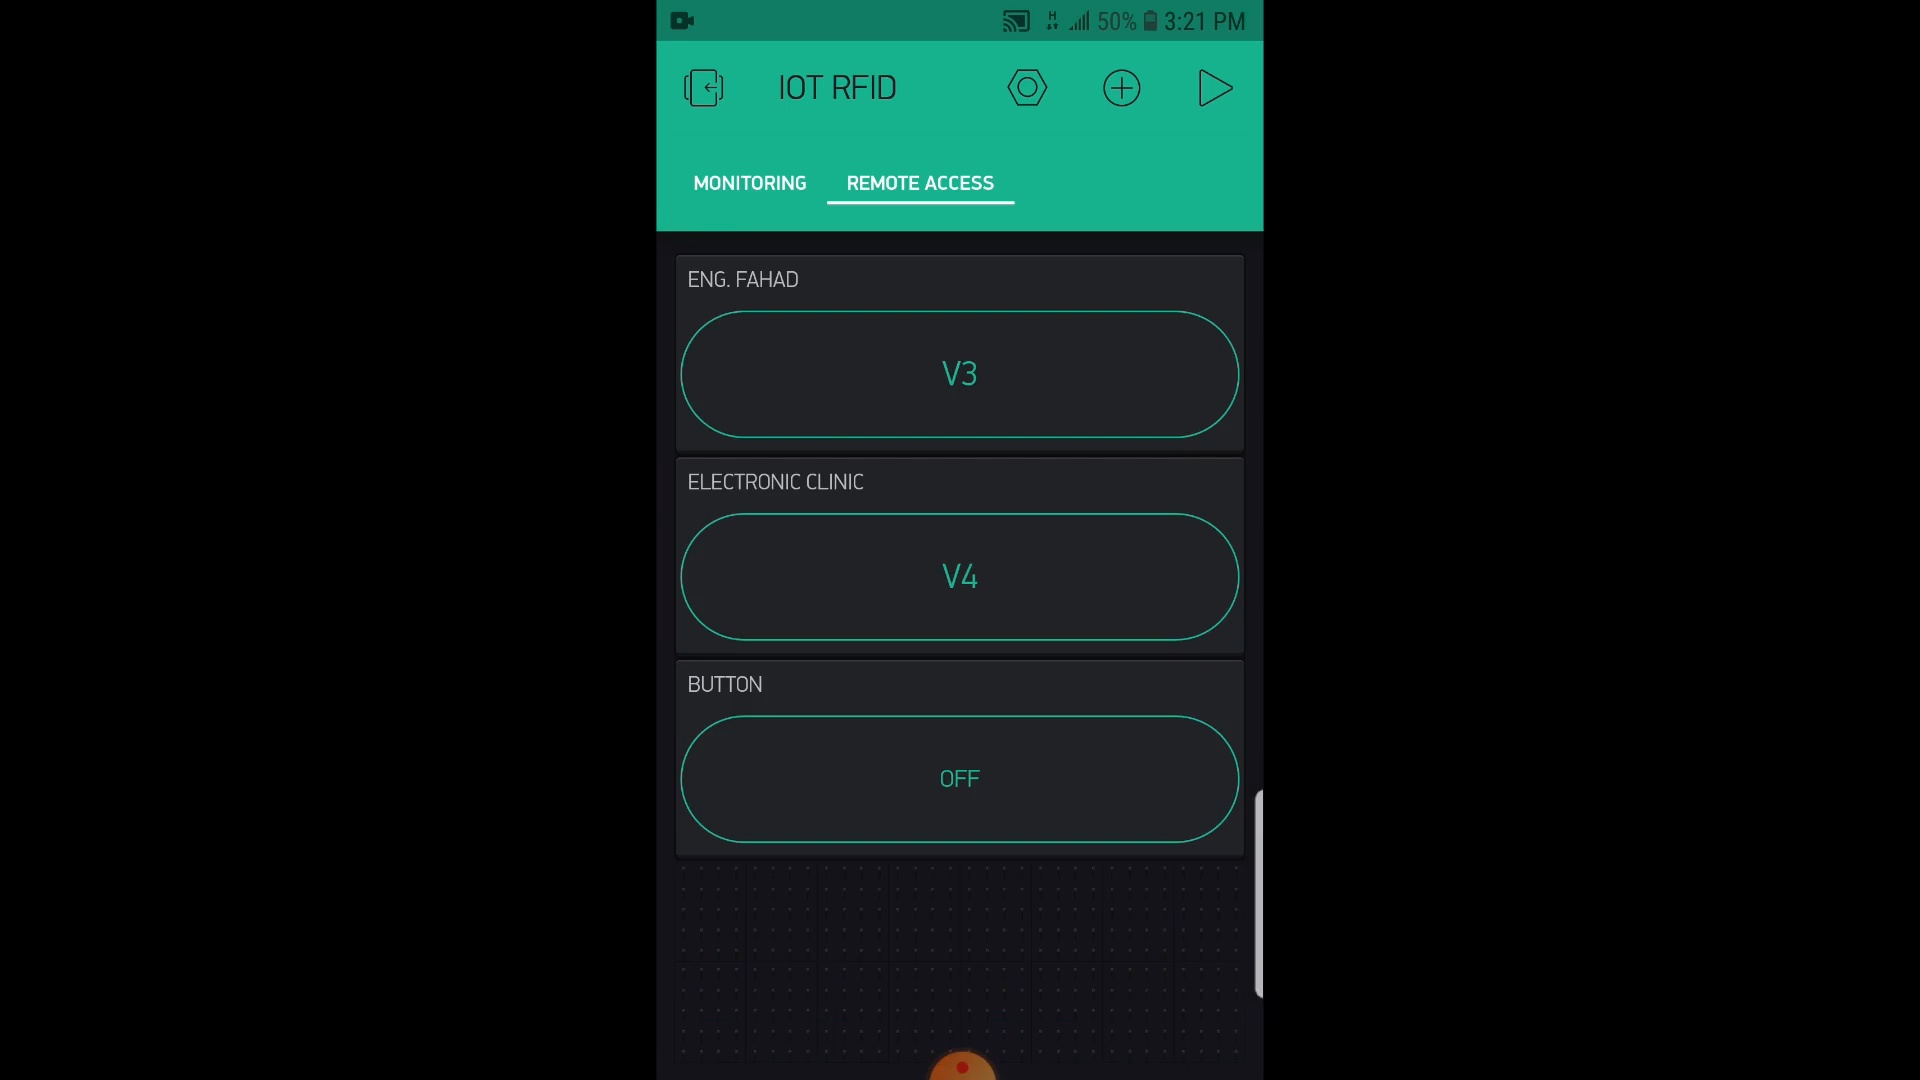 H 50% 3:21 PM
IOT RFID
MONITORING REMOTE ACCESS
ENG. FAHAD
V3
ELECTRONIC CLINIC
V4
BUTTON
OFF